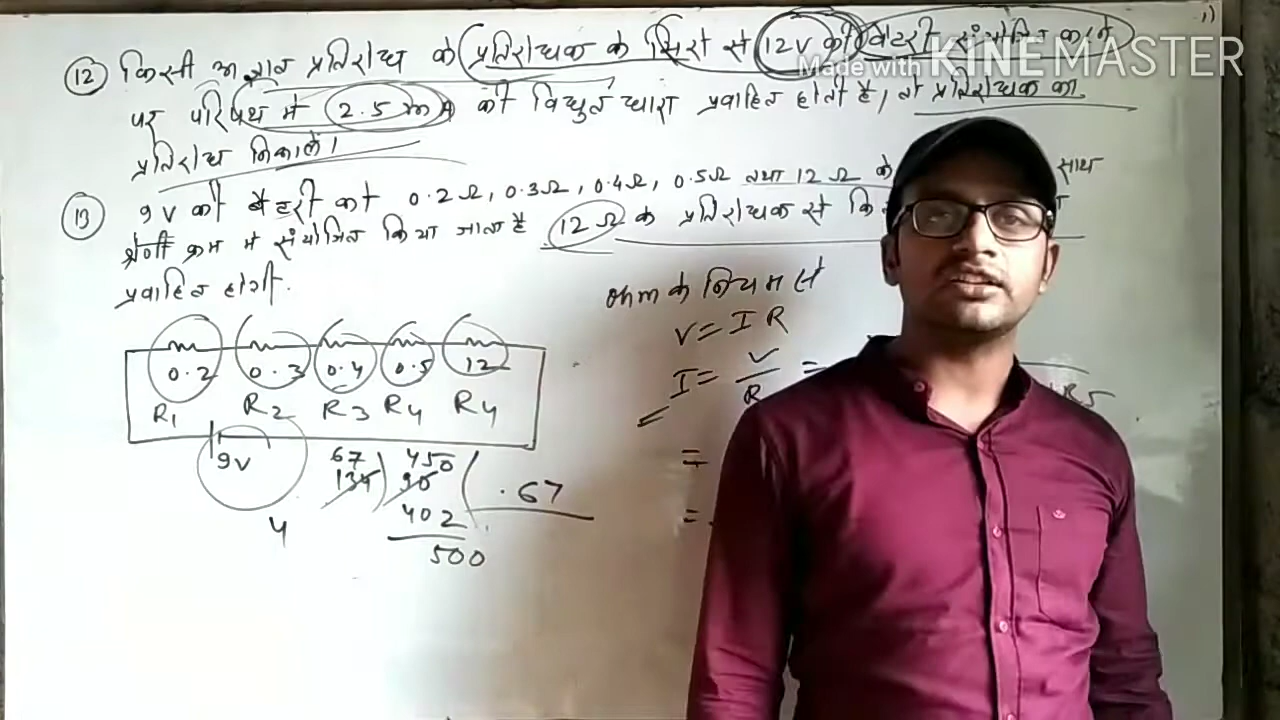 (12) किसी अज्ञात प्रतिरोध के प्रतिरोधक के सिरो से 12V की बैटरी संयोजित करने
Made with KINEMASTER
पर परिपथ मे 2.5 mA की विद्युत धारा प्रवाहित होती है, तो प्रतिरोधक का
प्रतिरोध निकाले।
(13) 9V की बैटरी को 0.2Ω, 0.3Ω, 0.4Ω, 0.5Ω तथा 12Ω के साथ
श्रेणी क्रम मे संयोजित किया जाता है 12Ω के प्रतिरोधक से
प्रवाहित होगी.
ohm के नियम से
V = I R
I = V/R =
0.2 0.3 0.4 0.5 12
R1 R2 R3 R4 R4
R5
9V
67) 450 ( .67
134 90
402
500
4
=
=